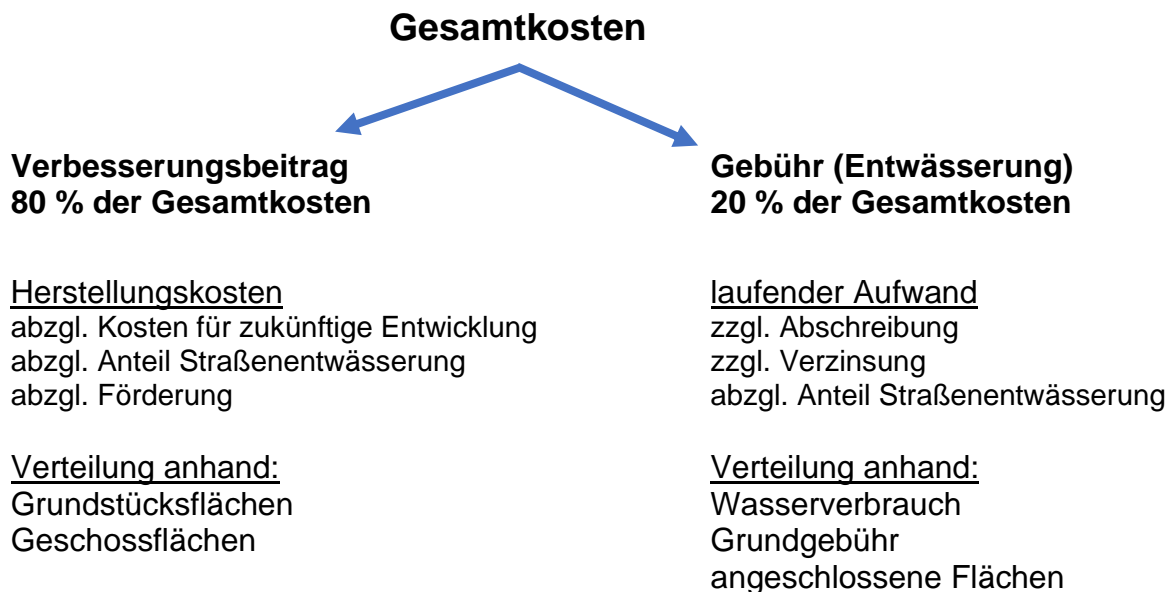 Gesamtkosten
Verbesserungsbeitrag
80 % der Gesamtkosten
Herstellungskosten
abzgl. Kosten für zukünftige Entwicklung
abzgl. Anteil Straßenentwässerung
abzgl. Förderung
Verteilung anhand:
Grundstücksflächen
Geschossflächen
Gebühr (Entwässerung)
20 % der Gesamtkosten
laufender Aufwand
zzgl. Abschreibung
zzgl. Verzinsung
abzgl. Anteil Straßenentwässerung
Verteilung anhand:
Wasserverbrauch
Grundgebühr
angeschlossene Flächen